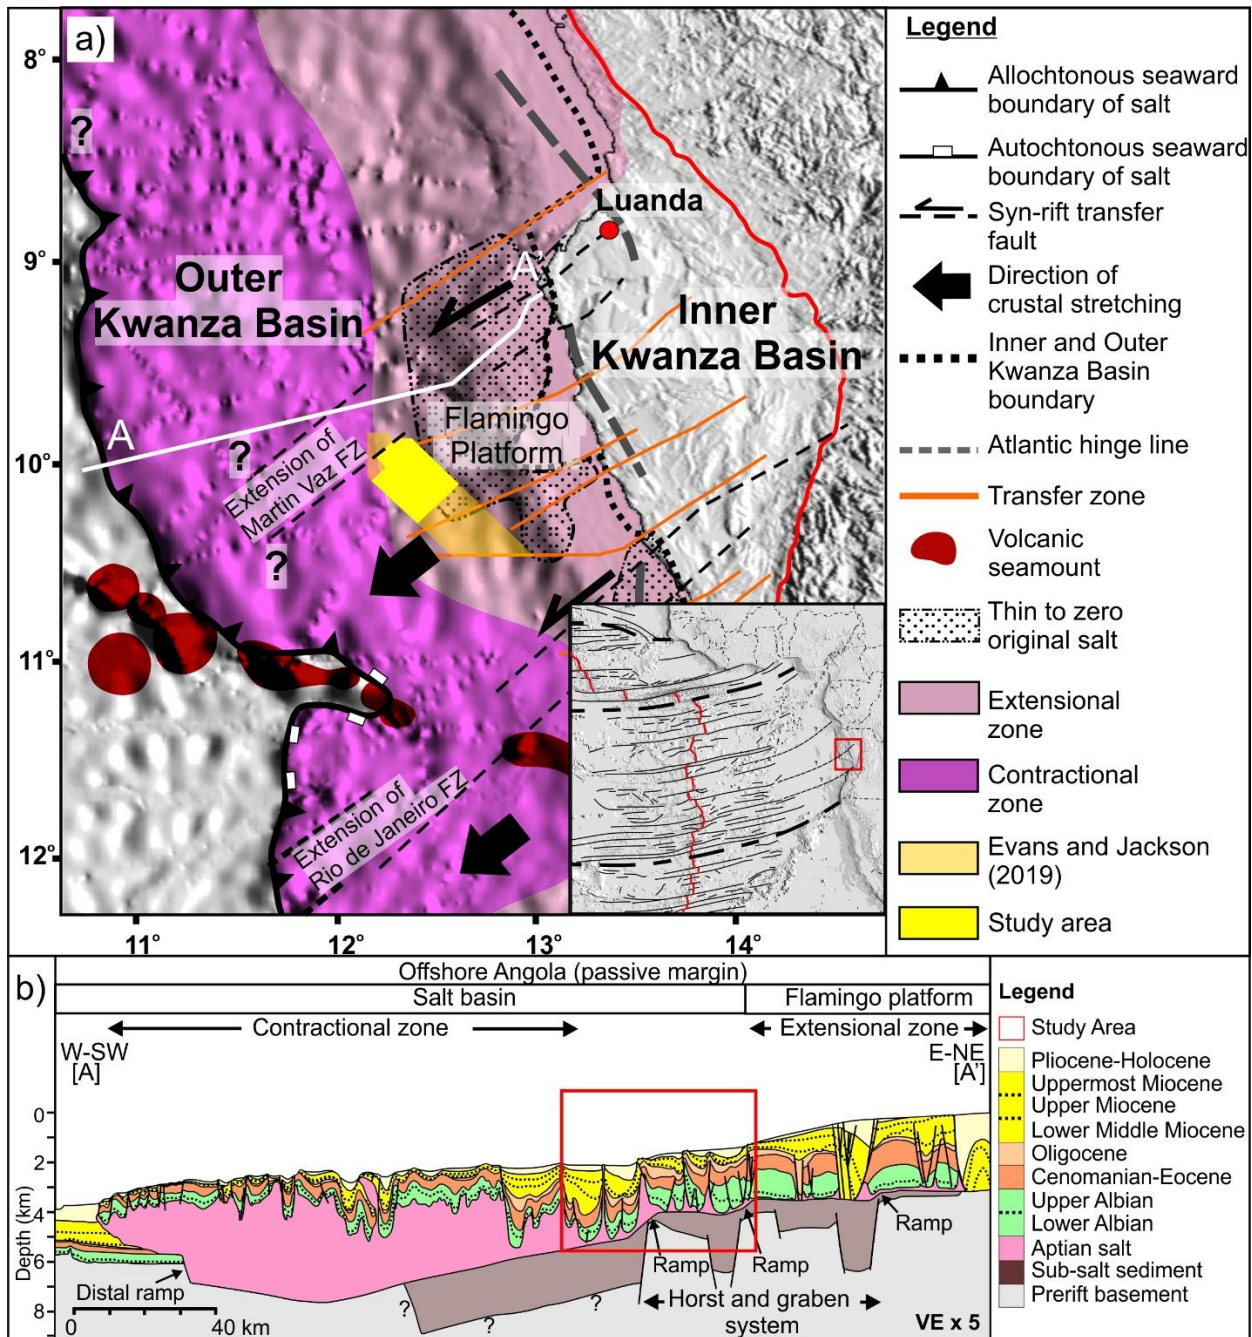 a)
8°
9°
10°
11°
12°
11°
12°
13°
14°
?
Luanda
A'
Outer
Kwanza Basin
Inner
Kwanza Basin
A
?
Flamingo
Platform
Extension of
Martin Vaz FZ
?
Extension of
Rio de Janeiro FZ
Legend
Allochtonous seaward
boundary of salt
Autochtonous seaward
boundary of salt
Syn-rift transfer
fault
Direction of
crustal stretching
Inner and Outer
Kwanza Basin
boundary
Atlantic hinge line
Transfer zone
Volcanic
seamount
Thin to zero
original salt
Extensional
zone
Contractional
zone
Evans and Jackson
(2019)
Study area
b)
Offshore Angola (passive margin)
Salt basin
Flamingo platform
Contractional zone
Extensional zone
W-SW
[A]
E-NE
[A']
0
2
4
6
8
Depth (km)
Distal ramp
0 40 km
?
?
?
Ramp
Ramp
Ramp
Horst and graben
system
VE x 5
Legend
Study Area
Pliocene-Holocene
Uppermost Miocene
Upper Miocene
Lower Middle Miocene
Oligocene
Cenomanian-Eocene
Upper Albian
Lower Albian
Aptian salt
Sub-salt sediment
Prerift basement